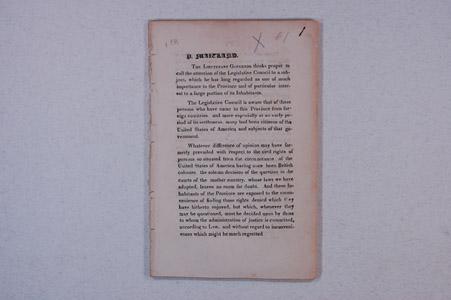 1
P. MAITLAND.
The Lieutenant Governor thinks proper to
call the attention of the Legislative Council to a sub-
ject, which he has long regarded as one of much
importance to the Province and of particular inter-
est to a large portion of its Inhabitants.
The Legislative Council is aware that of those
persons who have came to this Province from for-
eign countries and more especially at an early pe-
riod of its settlement, many had been citizens of the
United States of America and subjects of that go-
vernment.
Whatever difference of opinion may have for-
merly prevailed with respect to the civil rights of
persons so situated from the circumstance of the
United States of America having once been British
colonies the solemn decisions of the question in the
courts of the mother country, whose laws we have
adopted, leaves no room for doubt. And these In-
habitants of the Province are exposed to the incon-
venience of finding those rights denied which they
have hitherto enjoyed, but which, whenever they
may be questioned, must be decided upon by those
to whom the administration of justice is committed,
according to Law, and without regard to inconveni-
ences which might be much regretted